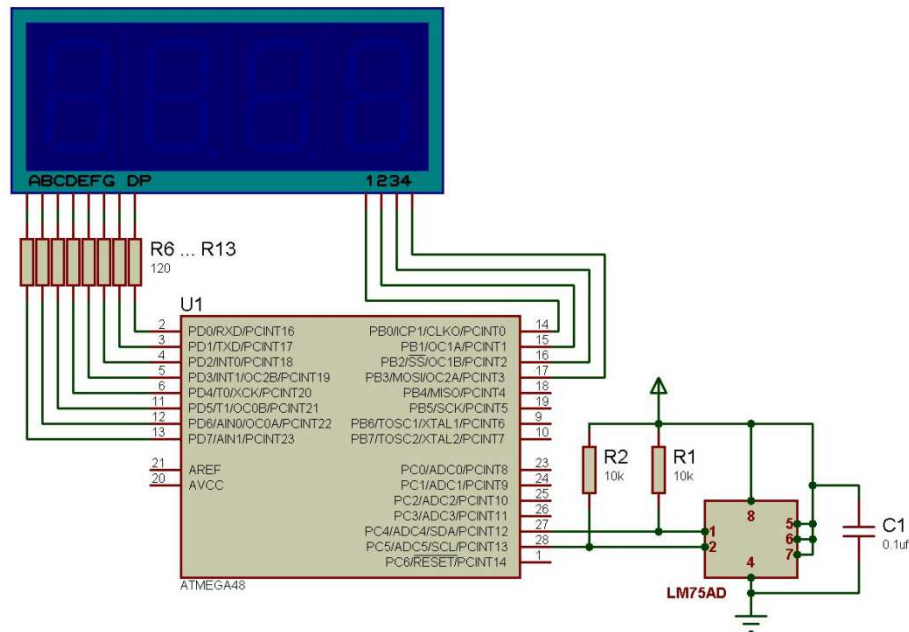 ABCDEFG DP
1234
R6 ... R13
120
U1
2
3
4
5
6
11
12
13
21
20
PD0/RXD/PCINT16
PD1/TXD/PCINT17
PD2/INT0/PCINT18
PD3/INT1/OC2B/PCINT19
PD4/T0/XCK/PCINT20
PD5/T1/OC0B/PCINT21
PD6/AIN0/OC0A/PCINT22
PD7/AIN1/PCINT23
AREF
AVCC
PB0/ICP1/CLKO/PCINT0
PB1/OC1A/PCINT1
PB2/SS/OC1B/PCINT2
PB3/MOSI/OC2A/PCINT3
PB4/MISO/PCINT4
PB5/SCK/PCINT5
PB6/TOSC1/XTAL1/PCINT6
PB7/TOSC2/XTAL2/PCINT7
PC0/ADC0/PCINT8
PC1/ADC1/PCINT9
PC2/ADC2/PCINT10
PC3/ADC3/PCINT11
PC4/ADC4/SDA/PCINT12
PC5/ADC5/SCL/PCINT13
PC6/RESET/PCINT14
14
15
16
17
18
19
9
10
23
24
25
26
27
28
1
ATMEGA48
R2
10k
R1
10k
1
2
8
5
6
7
4
LM75AD
C1
0.1uf